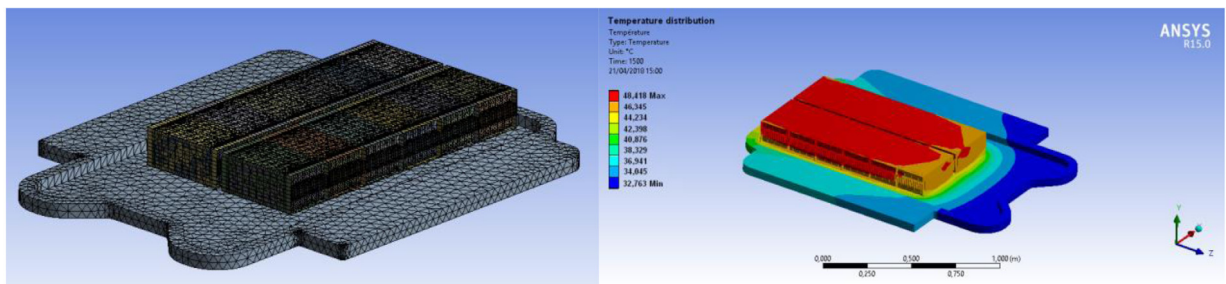 Temperature distribution
Température
Type: Temperature
Unit: °C
Time: 1500
21/04/2018 15:00
48,418 Max
46,345
44,234
42,398
40,876
38,329
36,941
34,045
32,763 Min
ANSYS
R15.0
Y
X
Z
0,000 0,500 1,000 (m)
0,250 0,750